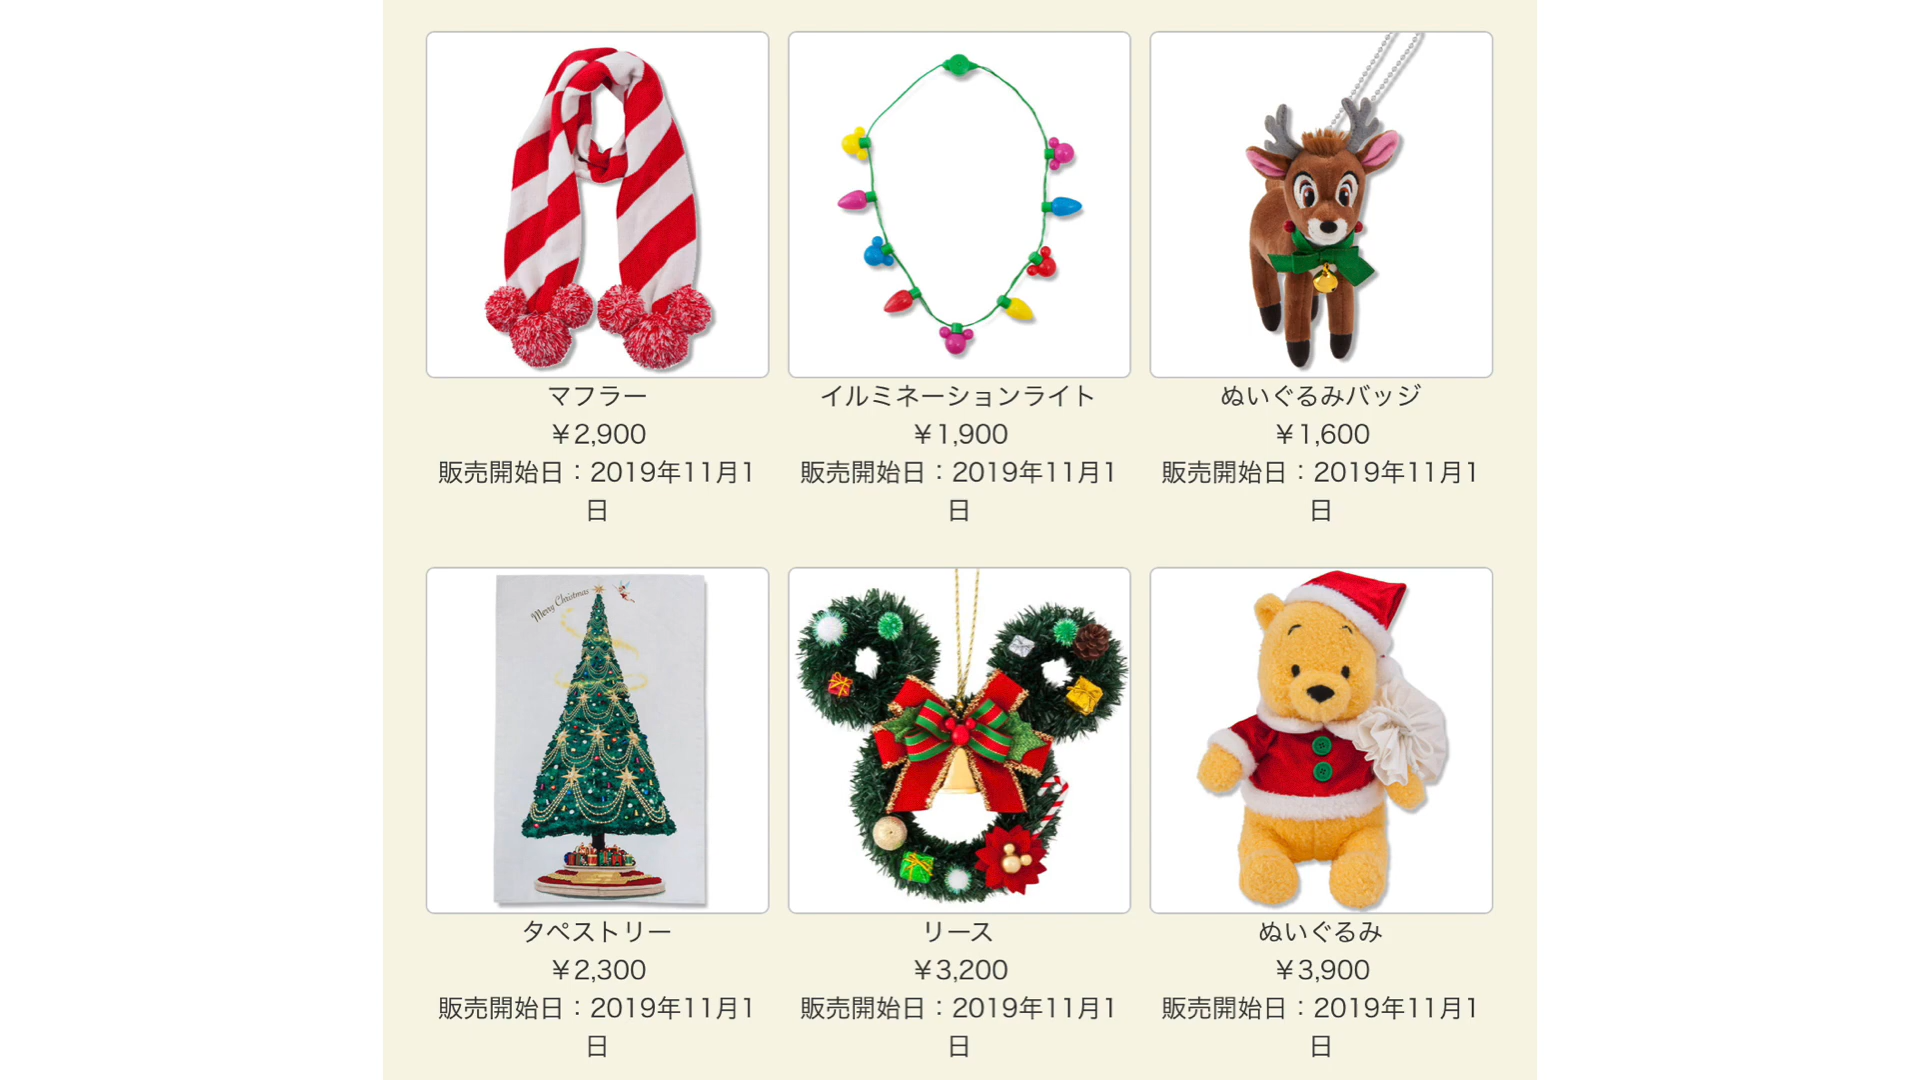 マフラー
￥2,900
販売開始日：2019年11月1
日
イルミネーションライト
￥1,900
販売開始日：2019年11月1
日
ぬいぐるみバッジ
￥1,600
販売開始日：2019年11月1
日
Merry Christmas
タペストリー
￥2,300
販売開始日：2019年11月1
日
リース
￥3,200
販売開始日：2019年11月1
日
ぬいぐるみ
￥3,900
販売開始日：2019年11月1
日